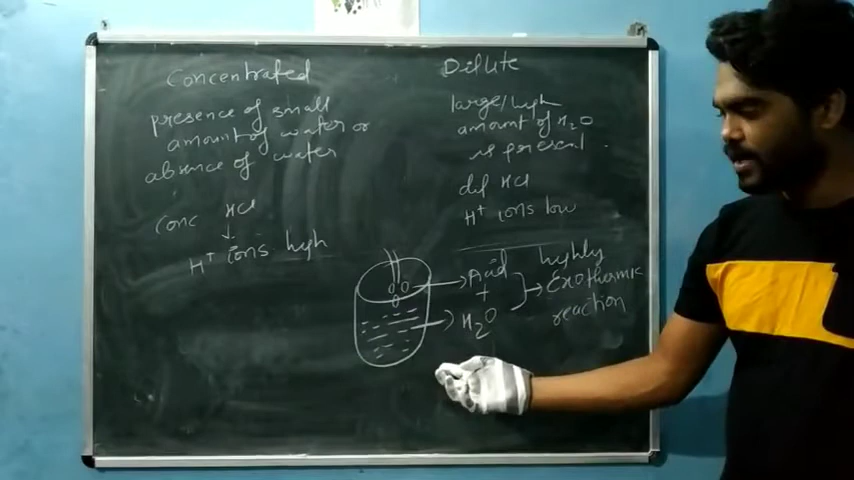 Concentrated
presence of small
amount of water or
absence of water
Conc HCl
H+ ions high
Dilute
large/high
amount of H2O
is present.
dil HCl
H+ ions low
Acid
+
H2O
highly
Exothermic
reaction